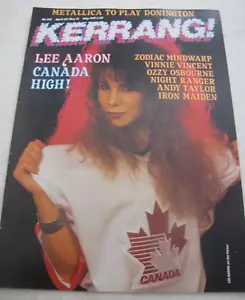 METALLICA TO PLAY DONINGTON
KERRANG!
LEE AARON
CANADA
HIGH!
ZODIAC MINDWARP
VINNIE VINCENT
OZZY OSBOURNE
NIGHT RANGER
ANDY TAYLOR
IRON MAIDEN
CANADA